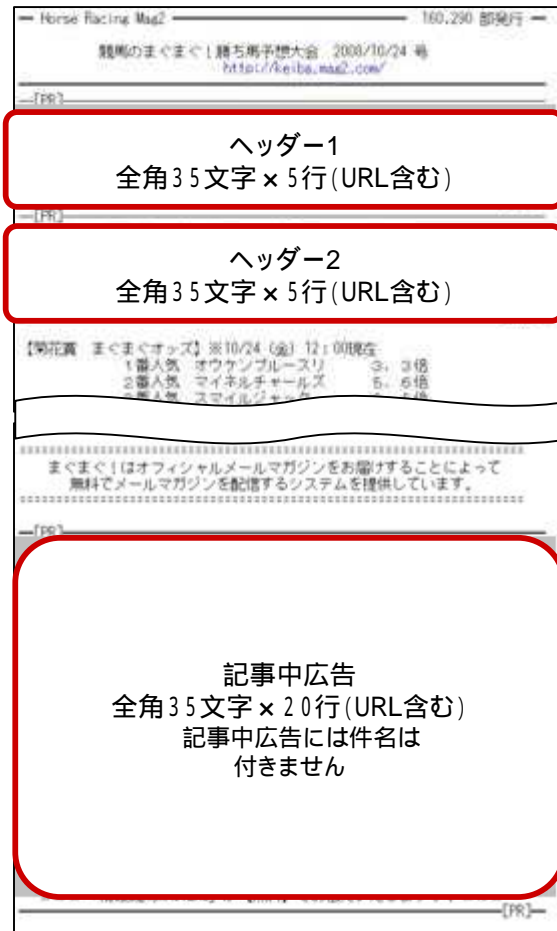 Horse Racing Mag2 160,290 部発行
競馬のまぐまぐ!勝ち馬予想大会 2008/10/24 号
http://keiba.mag2.com/
[PR]
ヘッダー1
全角35文字×5行(URL含む)
[PR]
ヘッダー2
全角35文字×5行(URL含む)
【菊花賞 まぐまぐオッズ】※10/24(金)12:00現在
1番人気 オウケンブルースリ 3.3倍
2番人気 マイネルチャールズ 5.6倍
スマイルジャック
まぐまぐ!はオフィシャルメールマガジンをお届けすることによって
無料でメールマガジンを配信するシステムを提供しています。
[PR]
記事中広告
全角35文字×20行(URL含む)
記事中広告には件名は
付きません
[PR]